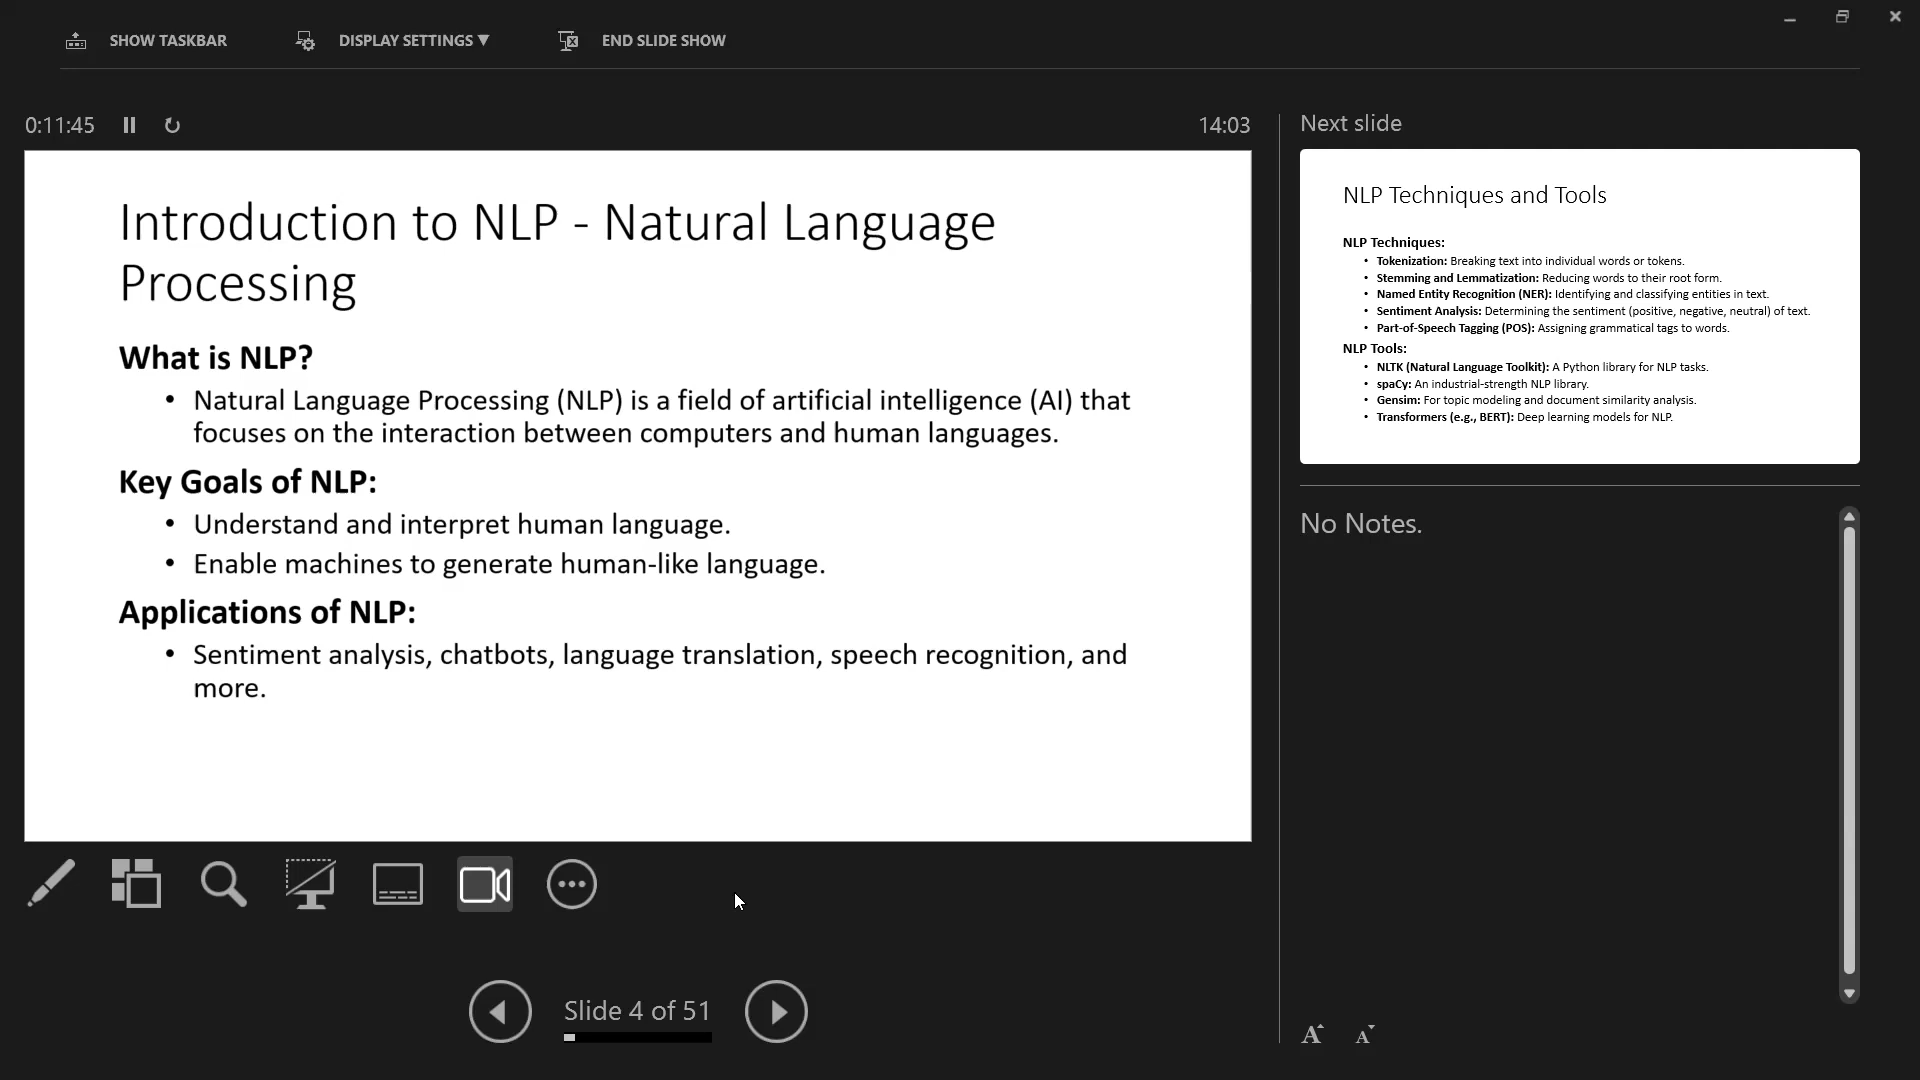 SHOW TASKBAR
DISPLAY SETTINGS ▼
END SLIDE SHOW
0:11:45
14:03
Introduction to NLP - Natural Language
Processing
What is NLP?
• Natural Language Processing (NLP) is a field of artificial intelligence (AI) that
focuses on the interaction between computers and human languages.
Key Goals of NLP:
• Understand and interpret human language.
• Enable machines to generate human-like language.
Applications of NLP:
• Sentiment analysis, chatbots, language translation, speech recognition, and
more.
Slide 4 of 51
Next slide
NLP Techniques and Tools
NLP Techniques:
• Tokenization: Breaking text into individual words or tokens.
• Stemming and Lemmatization: Reducing words to their root form.
• Named Entity Recognition (NER): Identifying and classifying entities in text.
• Sentiment Analysis: Determining the sentiment (positive, negative, neutral) of text.
• Part-of-Speech Tagging (POS): Assigning grammatical tags to words.
NLP Tools:
• NLTK (Natural Language Toolkit): A Python library for NLP tasks.
• spaCy: An industrial-strength NLP library.
• Gensim: For topic modeling and document similarity analysis.
• Transformers (e.g., BERT): Deep learning models for NLP.
No Notes.
A A